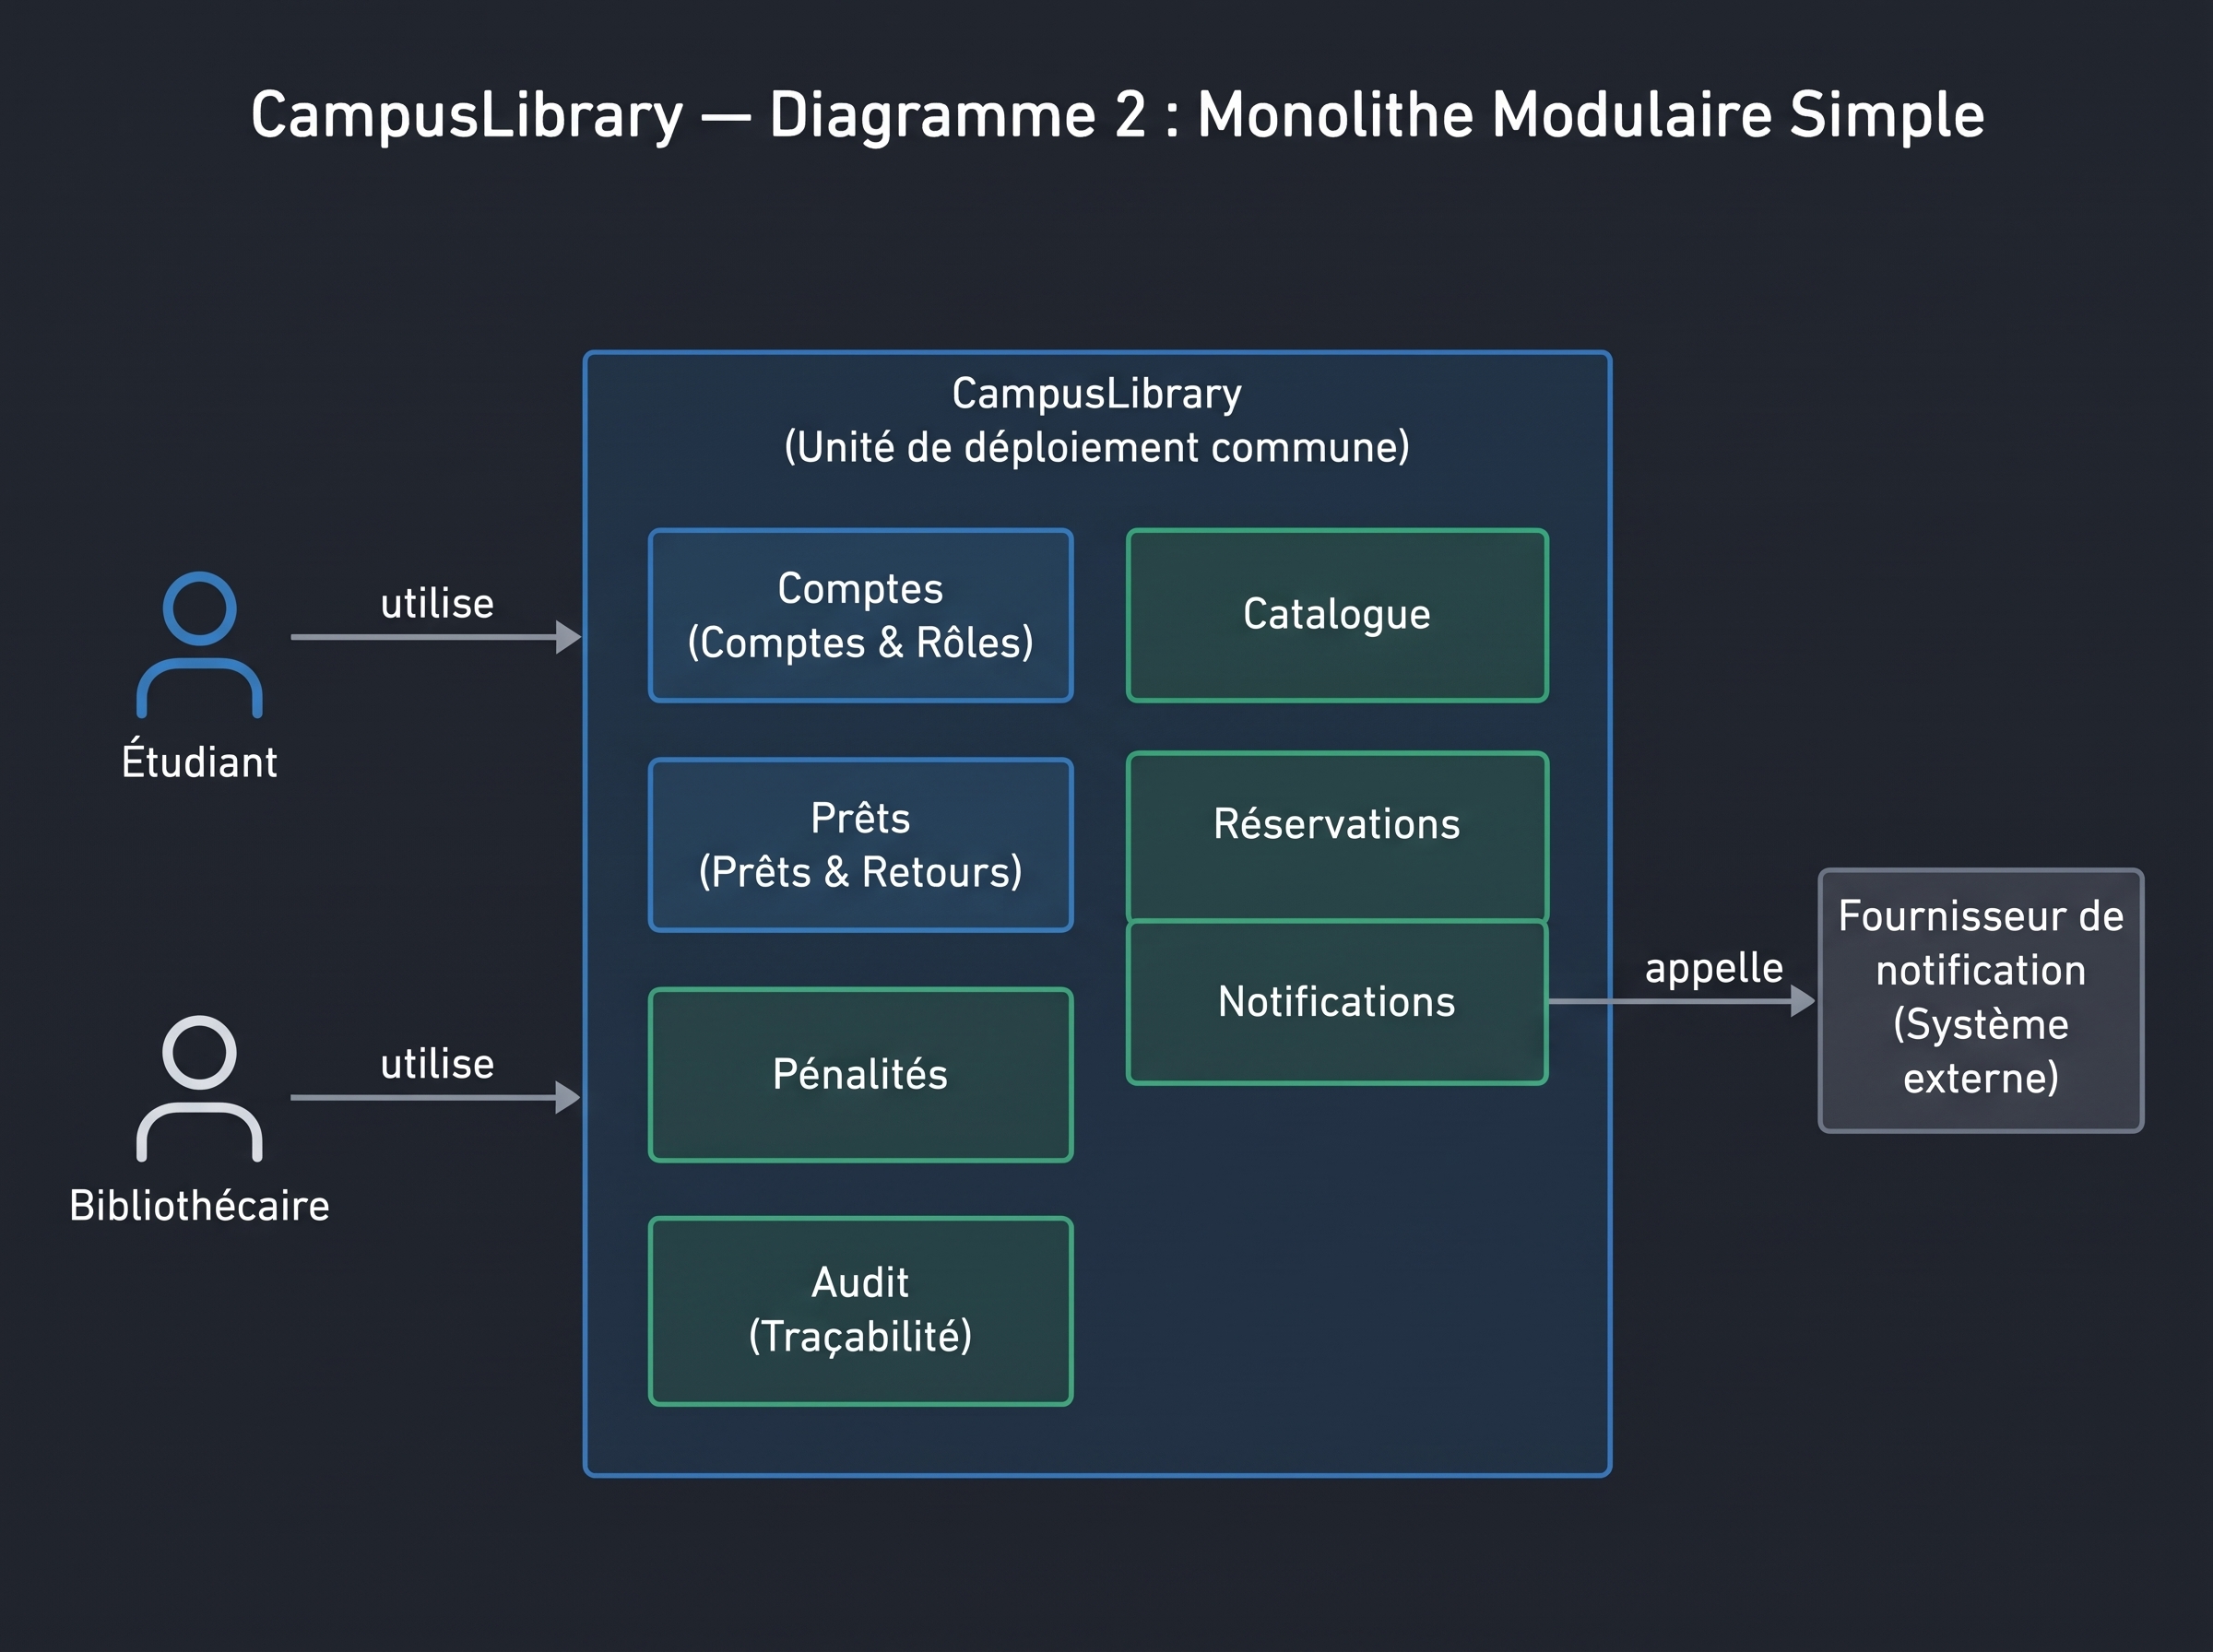 CampusLibrary — Diagramme 2 : Monolithe Modulaire Simple
CampusLibrary
(Unité de déploiement commune)
Comptes
(Comptes & Rôles)
Catalogue
utilise
Étudiant
Prêts
(Prêts & Retours)
Réservations
Notifications
appelle
Fournisseur de
notification
(Système
externe)
utilise
Bibliothécaire
Pénalités
Audit
(Traçabilité)